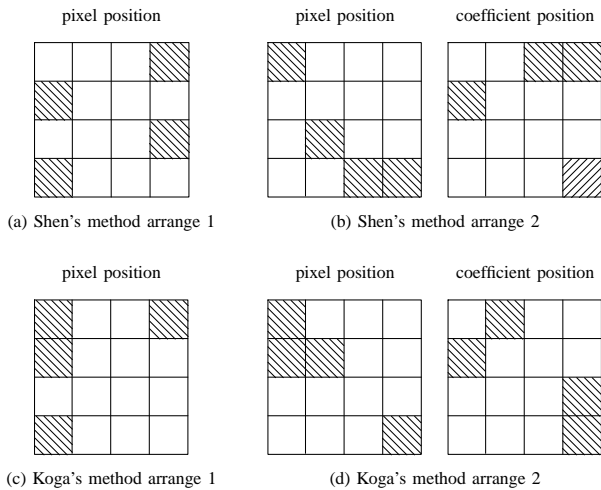 pixel position
pixel position
coefficient position
(a) Shen's method arrange 1
(b) Shen's method arrange 2
pixel position
pixel position
coefficient position
(c) Koga's method arrange 1
(d) Koga's method arrange 2